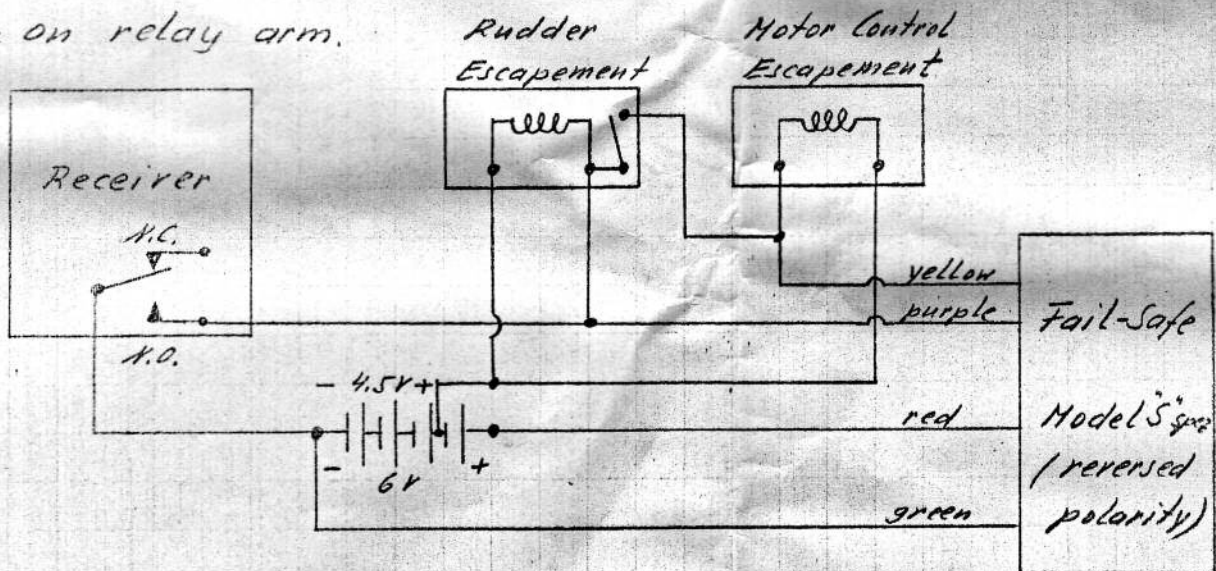 on relay arm.
Rudder
Escapement
Motor Control
Escapement
Receiver
N.C.
N.O.
- 4.5V +
- +
6V
yellow
purple
red
green
Fail-Safe
Model "S"
(reversed
polarity)